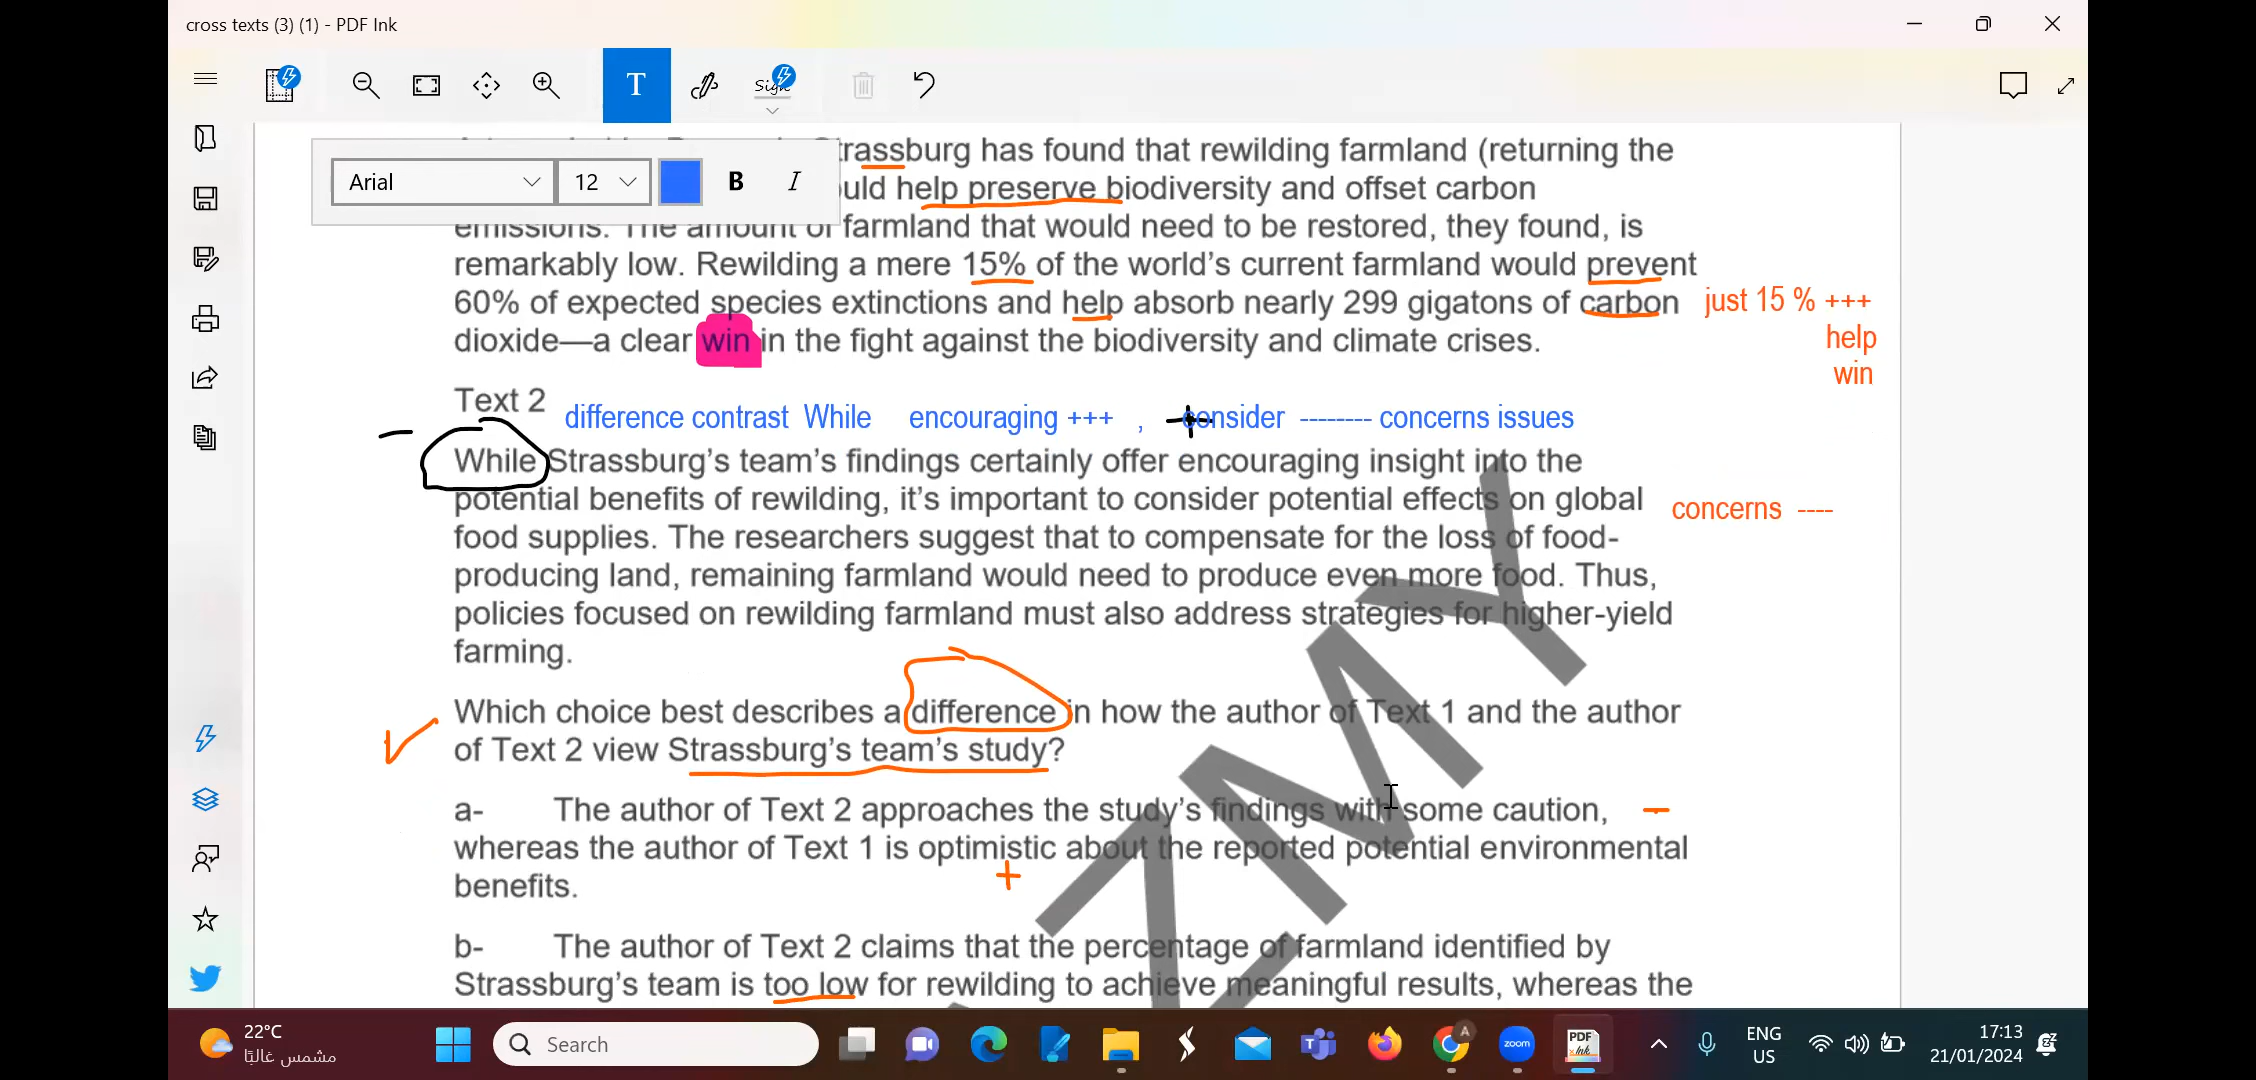 cross texts (3) (1) - PDF Ink
T
Sign
Arial
12
B
I
Strassburg has found that rewilding farmland (returning the
help preserve biodiversity and offset carbon
emissions. The amount of farmland that would need to be restored, they found, is
remarkably low. Rewilding a mere 15% of the world’s current farmland would prevent
60% of expected species extinctions and help absorb nearly 299 gigatons of carbon
just 15 % +++
help
dioxide—a clear win in the fight against the biodiversity and climate crises.
win
Text 2
difference contrast While encouraging +++ , consider -------- concerns issues
While Strassburg’s team’s findings certainly offer encouraging insight into the
potential benefits of rewilding, it’s important to consider potential effects on global
concerns ----
food supplies. The researchers suggest that to compensate for the loss of food-
producing land, remaining farmland would need to produce even more food. Thus,
policies focused on rewilding farmland must also address strategies for higher-yield
farming.
Which choice best describes a difference in how the author of Text 1 and the author
of Text 2 view Strassburg’s team’s study?
a- The author of Text 2 approaches the study’s findings with some caution,
whereas the author of Text 1 is optimistic about the reported potential environmental
benefits.
b- The author of Text 2 claims that the percentage of farmland identified by
Strassburg’s team is too low for rewilding to achieve meaningful results, whereas the
ZMY
22°C
مشمس غالبًا
Search
A
zoom
PDF
Ink
ENG
US
17:13
21/01/2024